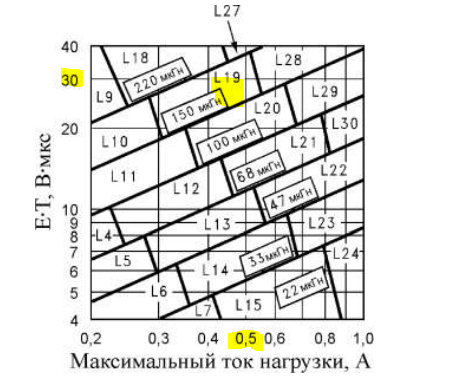 L27
40
L18
L28
30
220 мкГн
L19
L9
L29
150 мкГн
L20
L30
20
L10
100 мкГн
L21
L11
68 мкГн
L22
L12
10
47 мкГн
9
L13
L23
8
L4
7
L5
33 мкГн
L24
6
L14
5
L6
22 мкГн
L7
L15
4
E·T, В·мкс
0,2 0,3 0,4 0,5 0,6 0,8 1,0
Максимальный ток нагрузки, А